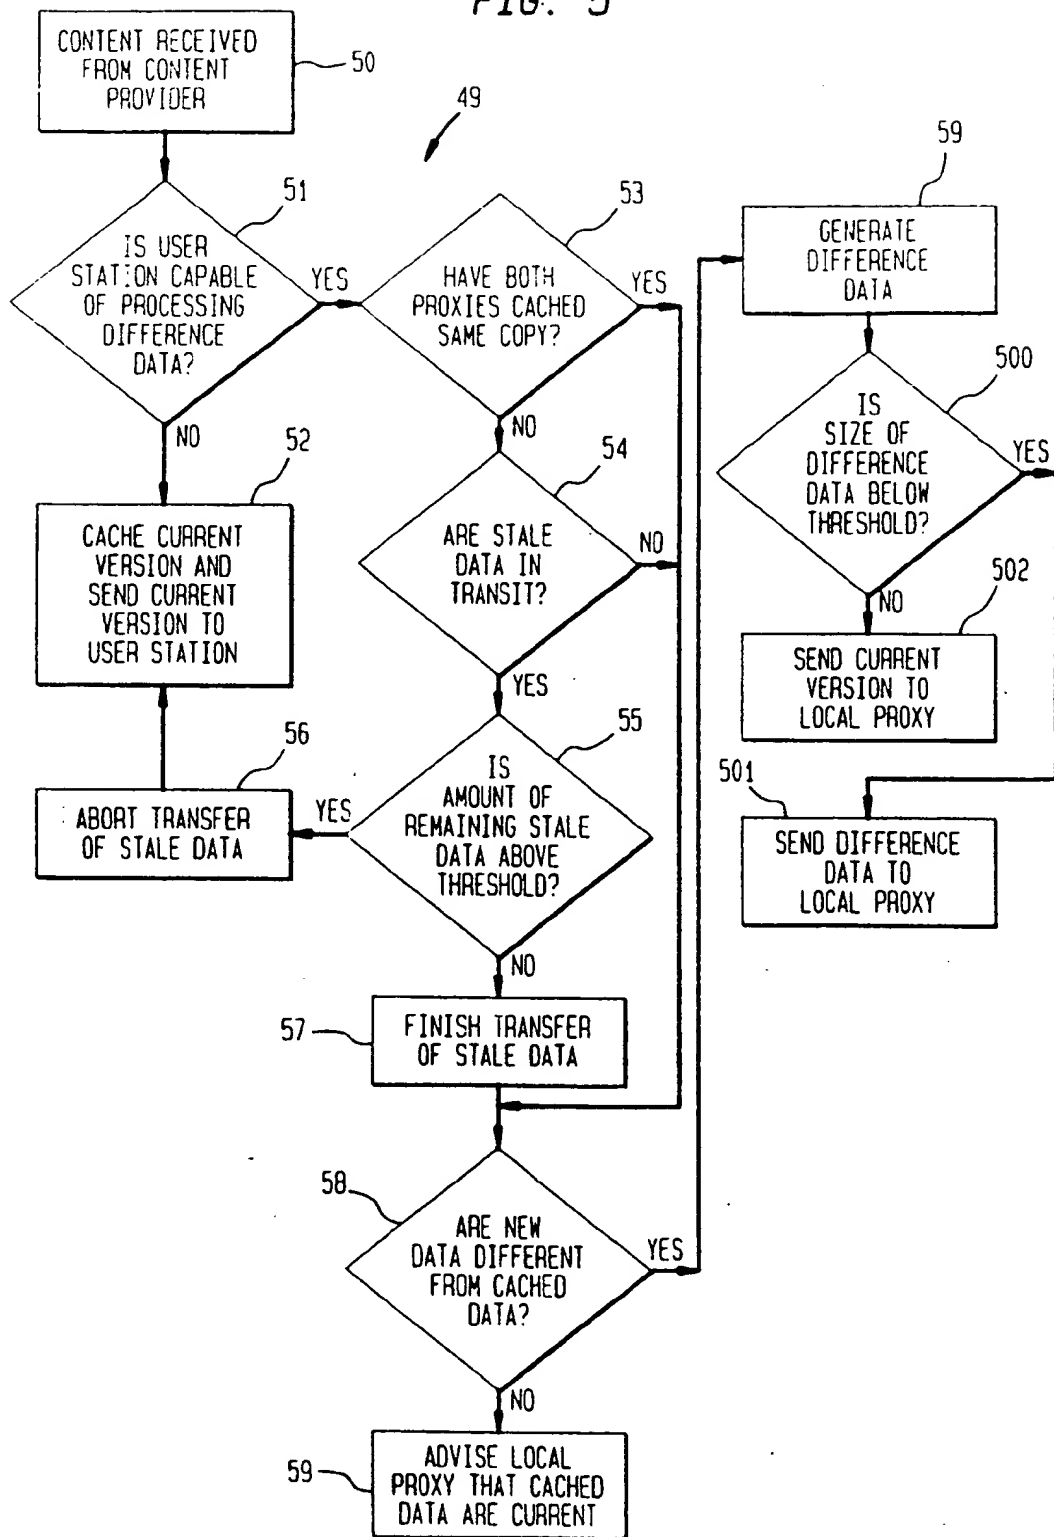 FIG. 5
CONTENT RECEIVED
FROM CONTENT
PROVIDER
50
49
51
IS USER
STATION CAPABLE
OF PROCESSING
DIFFERENCE
DATA?
YES
NO
53
HAVE BOTH
PROXIES CACHED
SAME COPY?
YES
NO
52
CACHE CURRENT
VERSION AND
SEND CURRENT
VERSION TO
USER STATION
54
ARE STALE
DATA IN
TRANSIT?
NO
YES
55
IS
AMOUNT OF
REMAINING STALE
DATA ABOVE
THRESHOLD?
YES
NO
56
ABORT TRANSFER
OF STALE DATA
57
FINISH TRANSFER
OF STALE DATA
58
ARE NEW
DATA DIFFERENT
FROM CACHED
DATA?
YES
NO
59
ADVISE LOCAL
PROXY THAT CACHED
DATA ARE CURRENT
59
GENERATE
DIFFERENCE
DATA
500
IS
SIZE OF
DIFFERENCE
DATA BELOW
THRESHOLD?
YES
NO
502
SEND CURRENT
VERSION TO
LOCAL PROXY
501
SEND DIFFERENCE
DATA TO
LOCAL PROXY